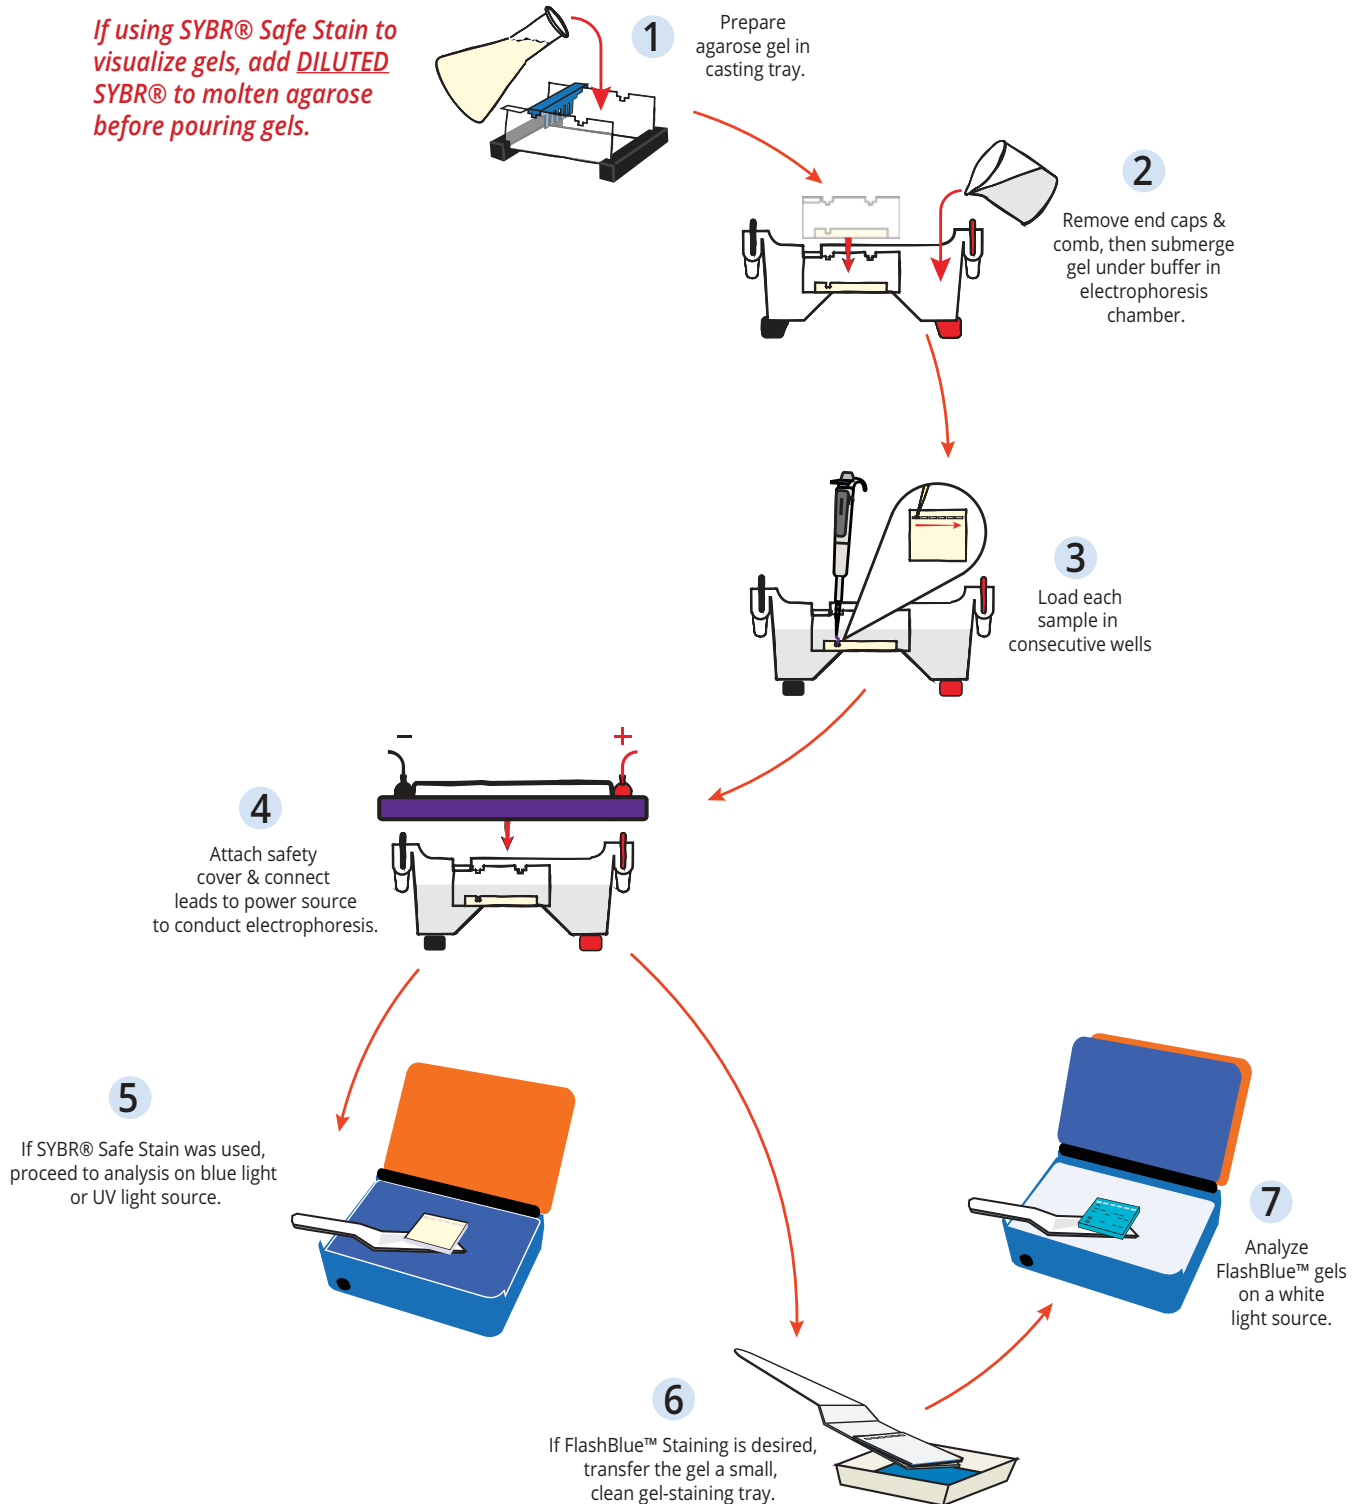 If using SYBR® Safe Stain to
visualize gels, add DILUTED
SYBR® to molten agarose
before pouring gels.
1
Prepare
agarose gel in
casting tray.
2
Remove end caps &
comb, then submerge
gel under buffer in
electrophoresis
chamber.
3
Load each
sample in
consecutive wells
– +
4
Attach safety
cover & connect
leads to power source
to conduct electrophoresis.
5
If SYBR® Safe Stain was used,
proceed to analysis on blue light
or UV light source.
6
If FlashBlue™ Staining is desired,
transfer the gel a small,
clean gel-staining tray.
7
Analyze
FlashBlue™ gels
on a white
light source.